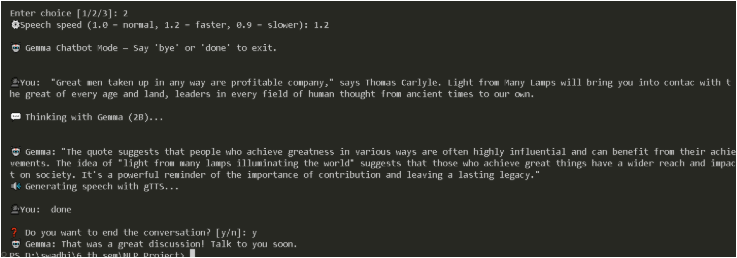 Enter choice [1/2/3]: 2
Speech speed (1.0 = normal, 1.2 = faster, 0.9 = slower): 1.2
Gemma Chatbot Mode — Say 'bye' or 'done' to exit.
You:  "Great men taken up in any way are profitable company," says Thomas Carlyle. Light from Many Lamps will bring you into contac with t
he great of every age and land, leaders in every field of human thought from ancient times to our own.
Thinking with Gemma (2B)...
Gemma: "The quote suggests that people who achieve greatness in various ways are often highly influential and can benefit from their achie
vements. The idea of "light from many lamps illuminating the world" suggests that those who achieve great things have a wider reach and impac
t on society. It's a powerful reminder of the importance of contribution and leaving a lasting legacy."
Generating speech with gTTS...
You:  done
❓ Do you want to end the conversation? [y/n]: y
Gemma: That was a great discussion! Talk to you soon.
PS D:\swadhi\6 th sem\NLP Project>